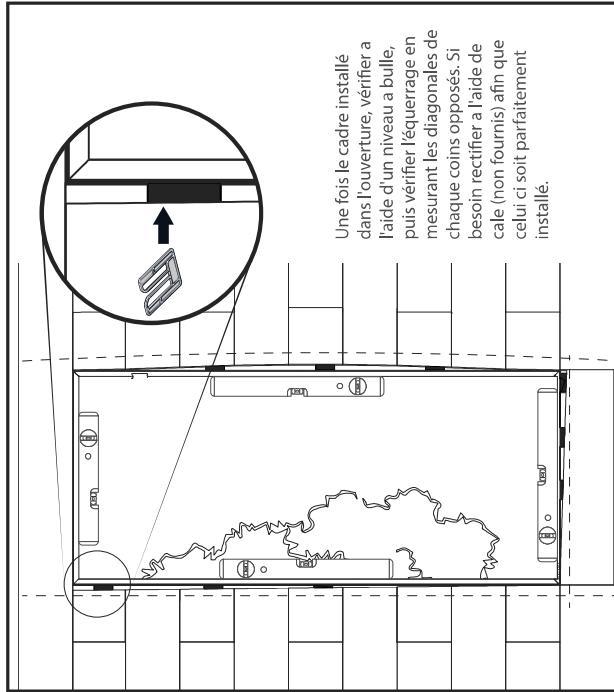 Une fois le cadre installé
dans l'ouverture, vérifier a
l'aide d'un niveau a bulle,
puis vérifier l'équerrage en
mesurant les diagonales de
chaque coins opposés. Si
besoin rectifier a l'aide de
cale (non fournis) afin que
celui ci soit parfaitement
installé.